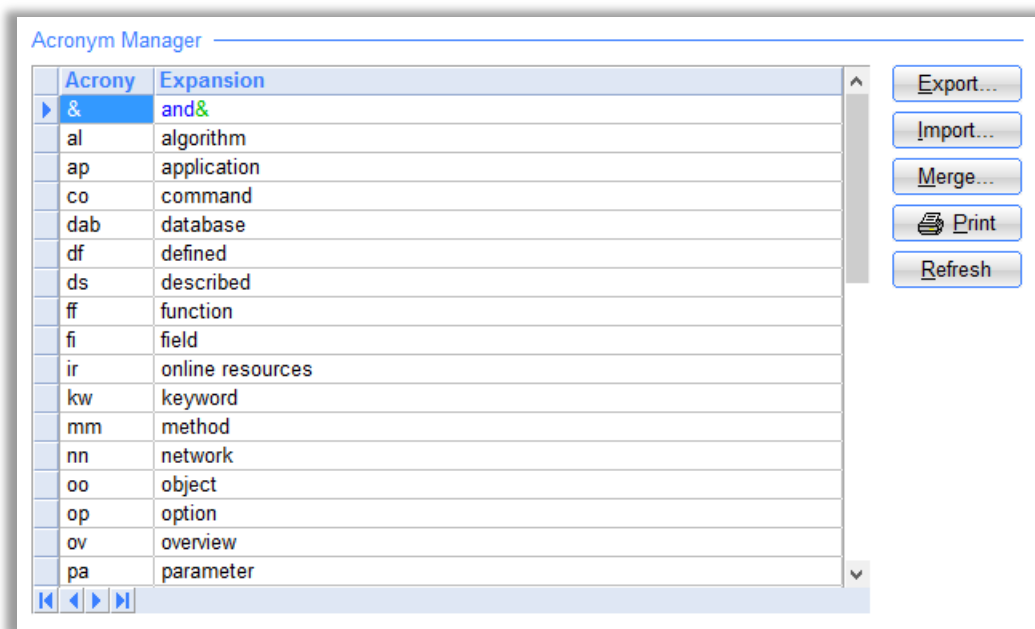 Acronym Manager
Acrony Expansion
& and&
al algorithm
ap application
co command
dab database
df defined
ds described
ff function
fi field
ir online resources
kw keyword
mm method
nn network
oo object
op option
ov overview
pa parameter
Export...
Import...
Merge...
Print
Refresh